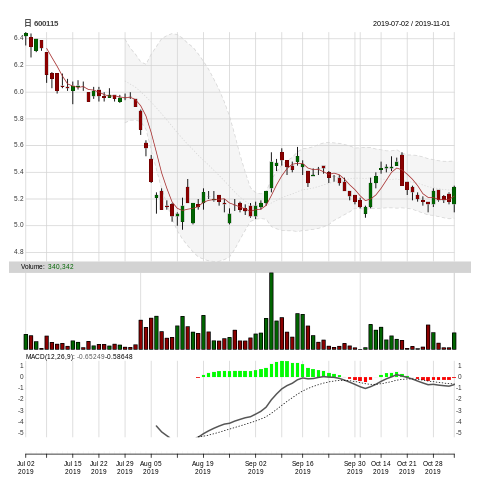 日 600115
2019-07-02 / 2019-11-01
6.4
6.2
6.0
5.8
5.6
5.4
5.2
5.0
4.8
Volume: 340,342
MACD(12,26,9): -0.65249-0.58648
1 1
0 0
-1 -1
-2 -2
-3 -3
-4 -4
-5 -5
Jul 02 Jul 15 Jul 22 Jul 29 Aug 05 Aug 19 Sep 02 Sep 16 Sep 30 Oct 14 Oct 21 Oct 28
2019 2019 2019 2019 2019 2019 2019 2019 2019 2019 2019 2019